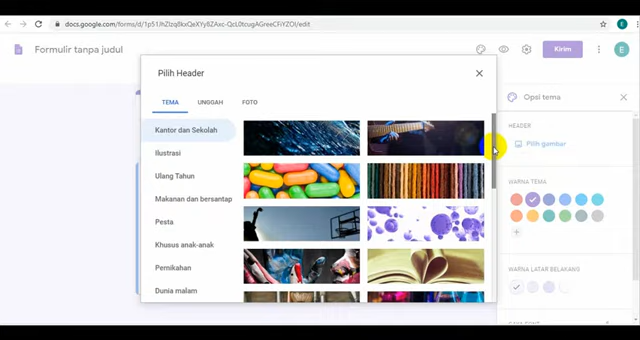 docs.google.com/forms/d/1p51JhZlzq8kxQeXYy8ZAxc-QcL0tcugAGreeCFiYZOI/edit
E
Formulir tanpa judul
Kirim
E
Pilih Header
TEMA
UNGGAH
FOTO
Kantor dan Sekolah
Ilustrasi
Ulang Tahun
Makanan dan bersantap
Pesta
Khusus anak-anak
Pernikahan
Dunia malam
Opsi tema
HEADER
Pilih gambar
WARNA TEMA
WARNA LATAR BELAKANG